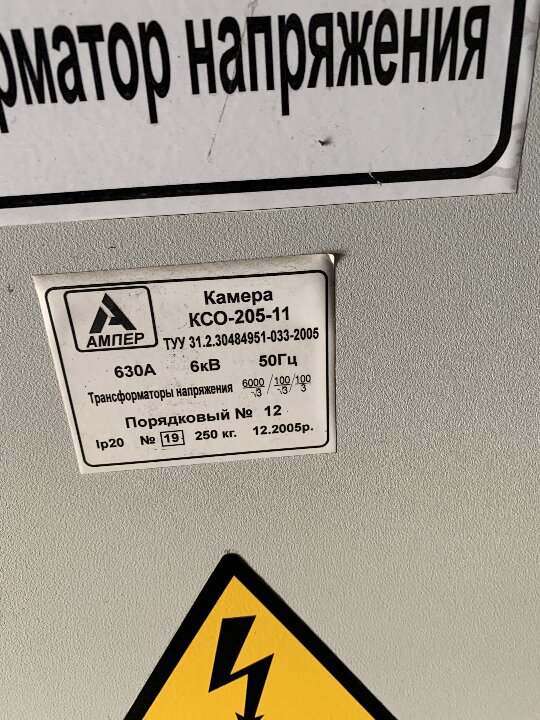 рматор напряжения
АМПЕР
Камера
КСО-205-11
ТУУ 31.2.30484951-033-2005
630А 6кВ 50Гц
Трансформаторы напряжения 6000/√3 / 100/√3 / 100/3
Порядковый № 12
Ip20 № 19 250 кг. 12.2005р.